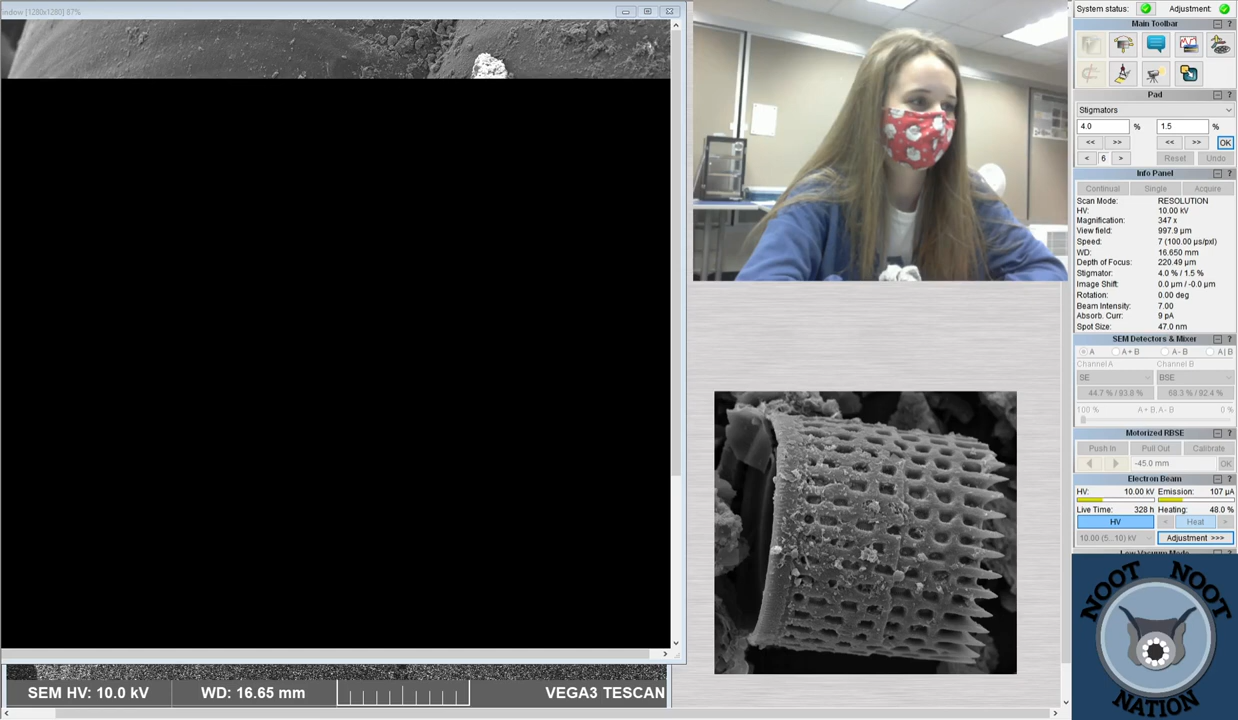 indow [1280x1280] 87%
System status:
Adjustment:
Main Toolbar
?
Pad
?
Stigmators
4.0 % 1.5 %
<< >> << >> OK
< 6 > Reset Undo
Info Panel
?
Continual Single Acquire
Scan Mode: RESOLUTION
HV: 10.00 kV
Magnification: 347 x
View field: 997.9 µm
Speed: 7 (100.00 µs/pxl)
WD: 16.650 mm
Depth of Focus: 220.49 µm
Stigmator: 4.0 % / 1.5 %
Image Shift: 0.0 µm / -0.0 µm
Rotation: 0.00 deg
Beam Intensity: 7.00
Absorb. Curr: 9 pA
Spot Size: 47.0 nm
SEM Detectors & Mixer
?
A A + B A - B A | B
Channel A Channel B
SE BSE
44.7 % / 93.8 % 68.3 % / 92.4 %
100 % A + B, A - B 0 %
Motorized RBSE
?
Push In Pull Out Calibrate
-45.0 mm OK
Electron Beam
?
HV: 10.00 kV Emission: 107 µA
Live Time: 328 h Heating: 48.0 %
HV < Heat >
10.00 (5...10) kV Adjustment >>>
Low Vacuum Mode
NOOT NOOT
NATION
SEM HV: 10.0 kV WD: 16.65 mm VEGA3 TESCAN